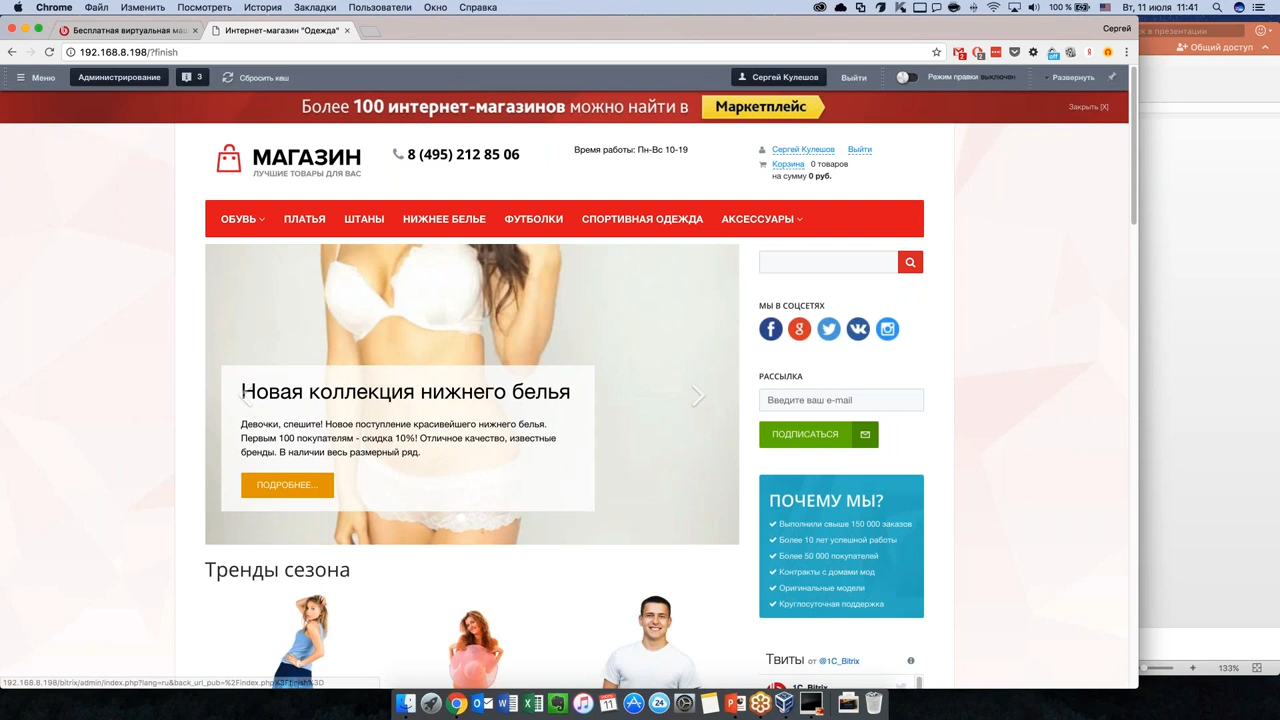 Chrome Файл Изменить Посмотреть История Закладки Пользователи Окно Справка 100 % Вт, 11 июля 11:41
Бесплатная виртуальная маш
Интернет-магазин "Одежда"
Сергей
к в презентации
192.168.8.198/?finish
Общий доступ
Меню Администрирование 3 Сбросить кеш Сергей Кулешов Выйти Режим правки выключен Развернуть
Более 100 интернет-магазинов можно найти в Маркетплейс Закрыть [X]
МАГАЗИН
ЛУЧШИЕ ТОВАРЫ ДЛЯ ВАС
8 (495) 212 85 06
Время работы: Пн-Вс 10-19
Сергей Кулешов Выйти
Корзина 0 товаров
на сумму 0 руб.
ОБУВЬ ПЛАТЬЯ ШТАНЫ НИЖНЕЕ БЕЛЬЕ ФУТБОЛКИ СПОРТИВНАЯ ОДЕЖДА АКСЕССУАРЫ
Новая коллекция нижнего белья
Девочки, спешите! Новое поступление красивейшего нижнего белья.
Первым 100 покупателям - скидка 10%! Отличное качество, известные
бренды. В наличии весь размерный ряд.
ПОДРОБНЕЕ...
МЫ В СОЦСЕТЯХ
РАССЫЛКА
Введите ваш e-mail
ПОДПИСАТЬСЯ
ПОЧЕМУ МЫ?
Выполнили свыше 150 000 заказов
Более 10 лет успешной работы
Более 50 000 покупателей
Контракты с домами мод
Оригинальные модели
Круглосуточная поддержка
Тренды сезона
Твиты от @1C_Bitrix
1C_Bitrix
133%
192.168.8.198/bitrix/admin/index.php?lang=ru&back_url_pub=%2Findex.php%3Ffinish%3D